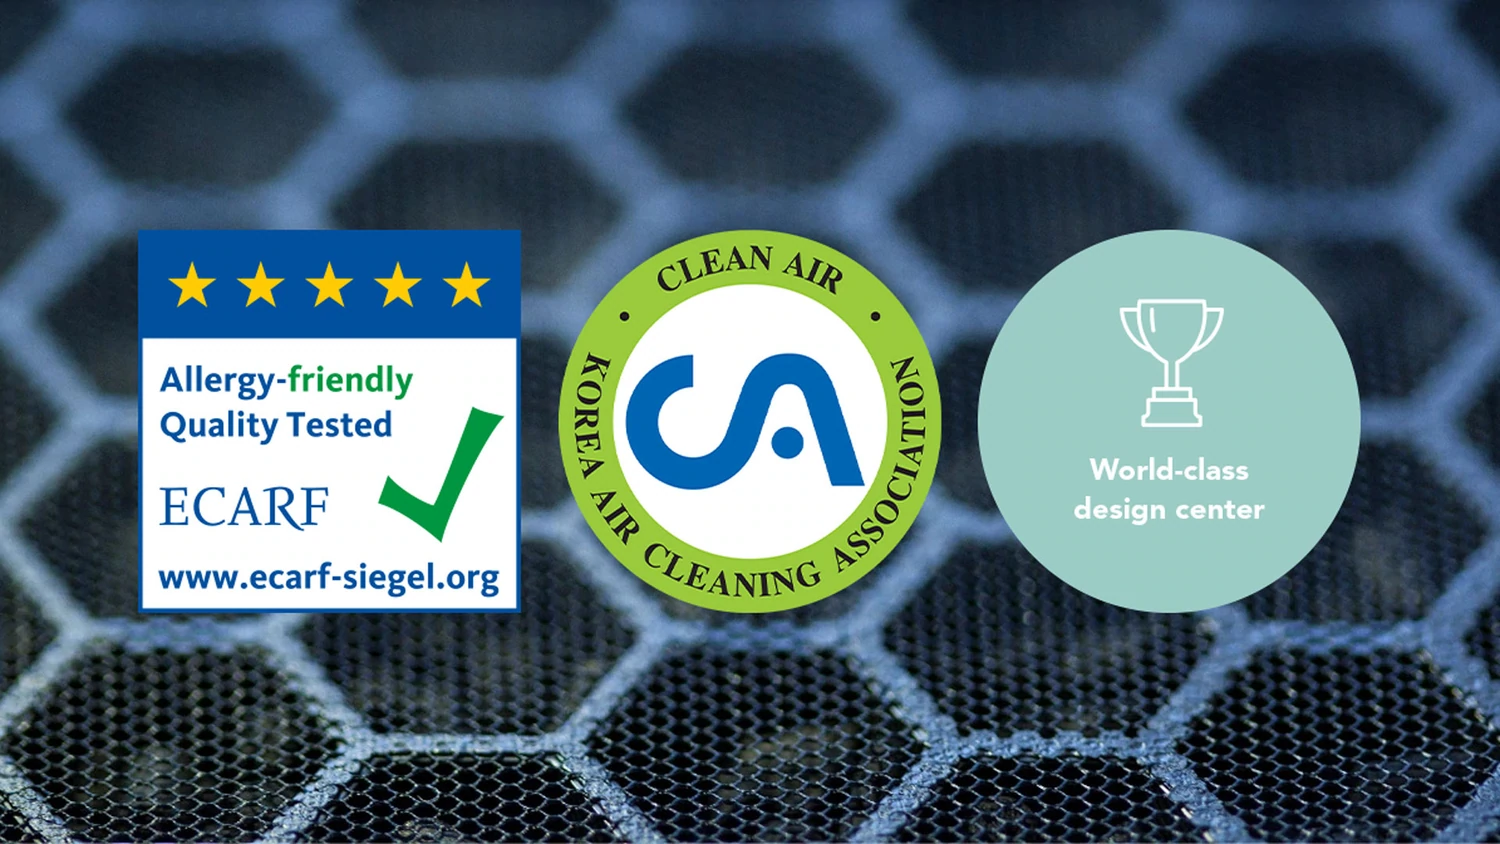 Allergy-friendly
Quality Tested
ECARF
www.ecarf-siegel.org
CLEAN AIR
KOREA AIR CLEANING ASSOCIATION
CA
World-class
design center